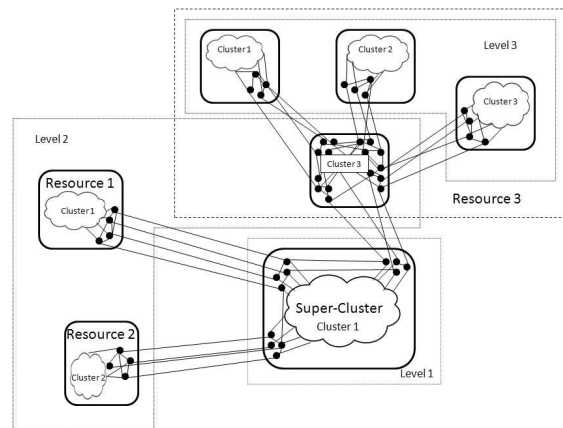 Cluster 1
Cluster 2
Level 3
Cluster 3
Level 2
Cluster 3
Resource 3
Resource 1
Cluster 1
Super-Cluster
Cluster 1
Resource 2
Cluster 2
Level 1